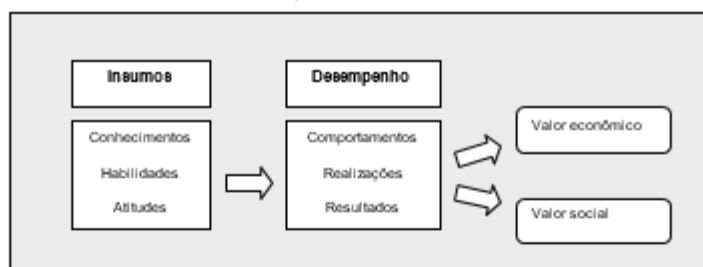 Insumos
Desempenho
Conhecimentos
Habilidades
Atitudes
Comportamentos
Realizações
Resultados
Valor econômico
Valor social